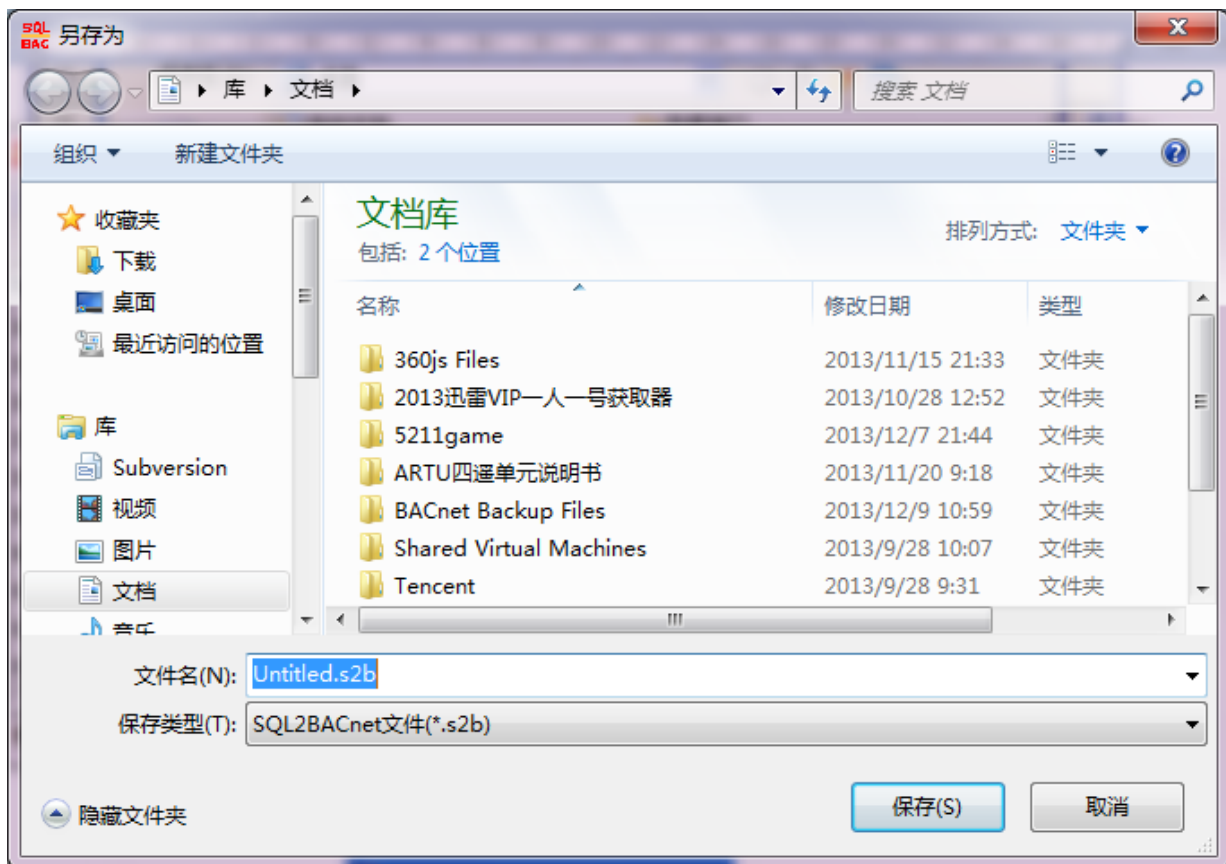 SQL
BAC 另存为
库 文档
搜索 文档
组织 新建文件夹
收藏夹
下载
桌面
最近访问的位置
库
Subversion
视频
图片
文档
音乐
文档库
包括: 2 个位置
排列方式: 文件夹
名称 修改日期 类型
360js Files 2013/11/15 21:33 文件夹
2013迅雷VIP一人一号获取器 2013/10/28 12:52 文件夹
5211game 2013/12/7 21:44 文件夹
ARTU四遥单元说明书 2013/11/20 9:18 文件夹
BACnet Backup Files 2013/12/9 10:59 文件夹
Shared Virtual Machines 2013/9/28 10:07 文件夹
Tencent 2013/9/28 9:31 文件夹
文件名(N): Untitled.s2b
保存类型(T): SQL2BACnet文件(*.s2b)
隐藏文件夹
保存(S) 取消